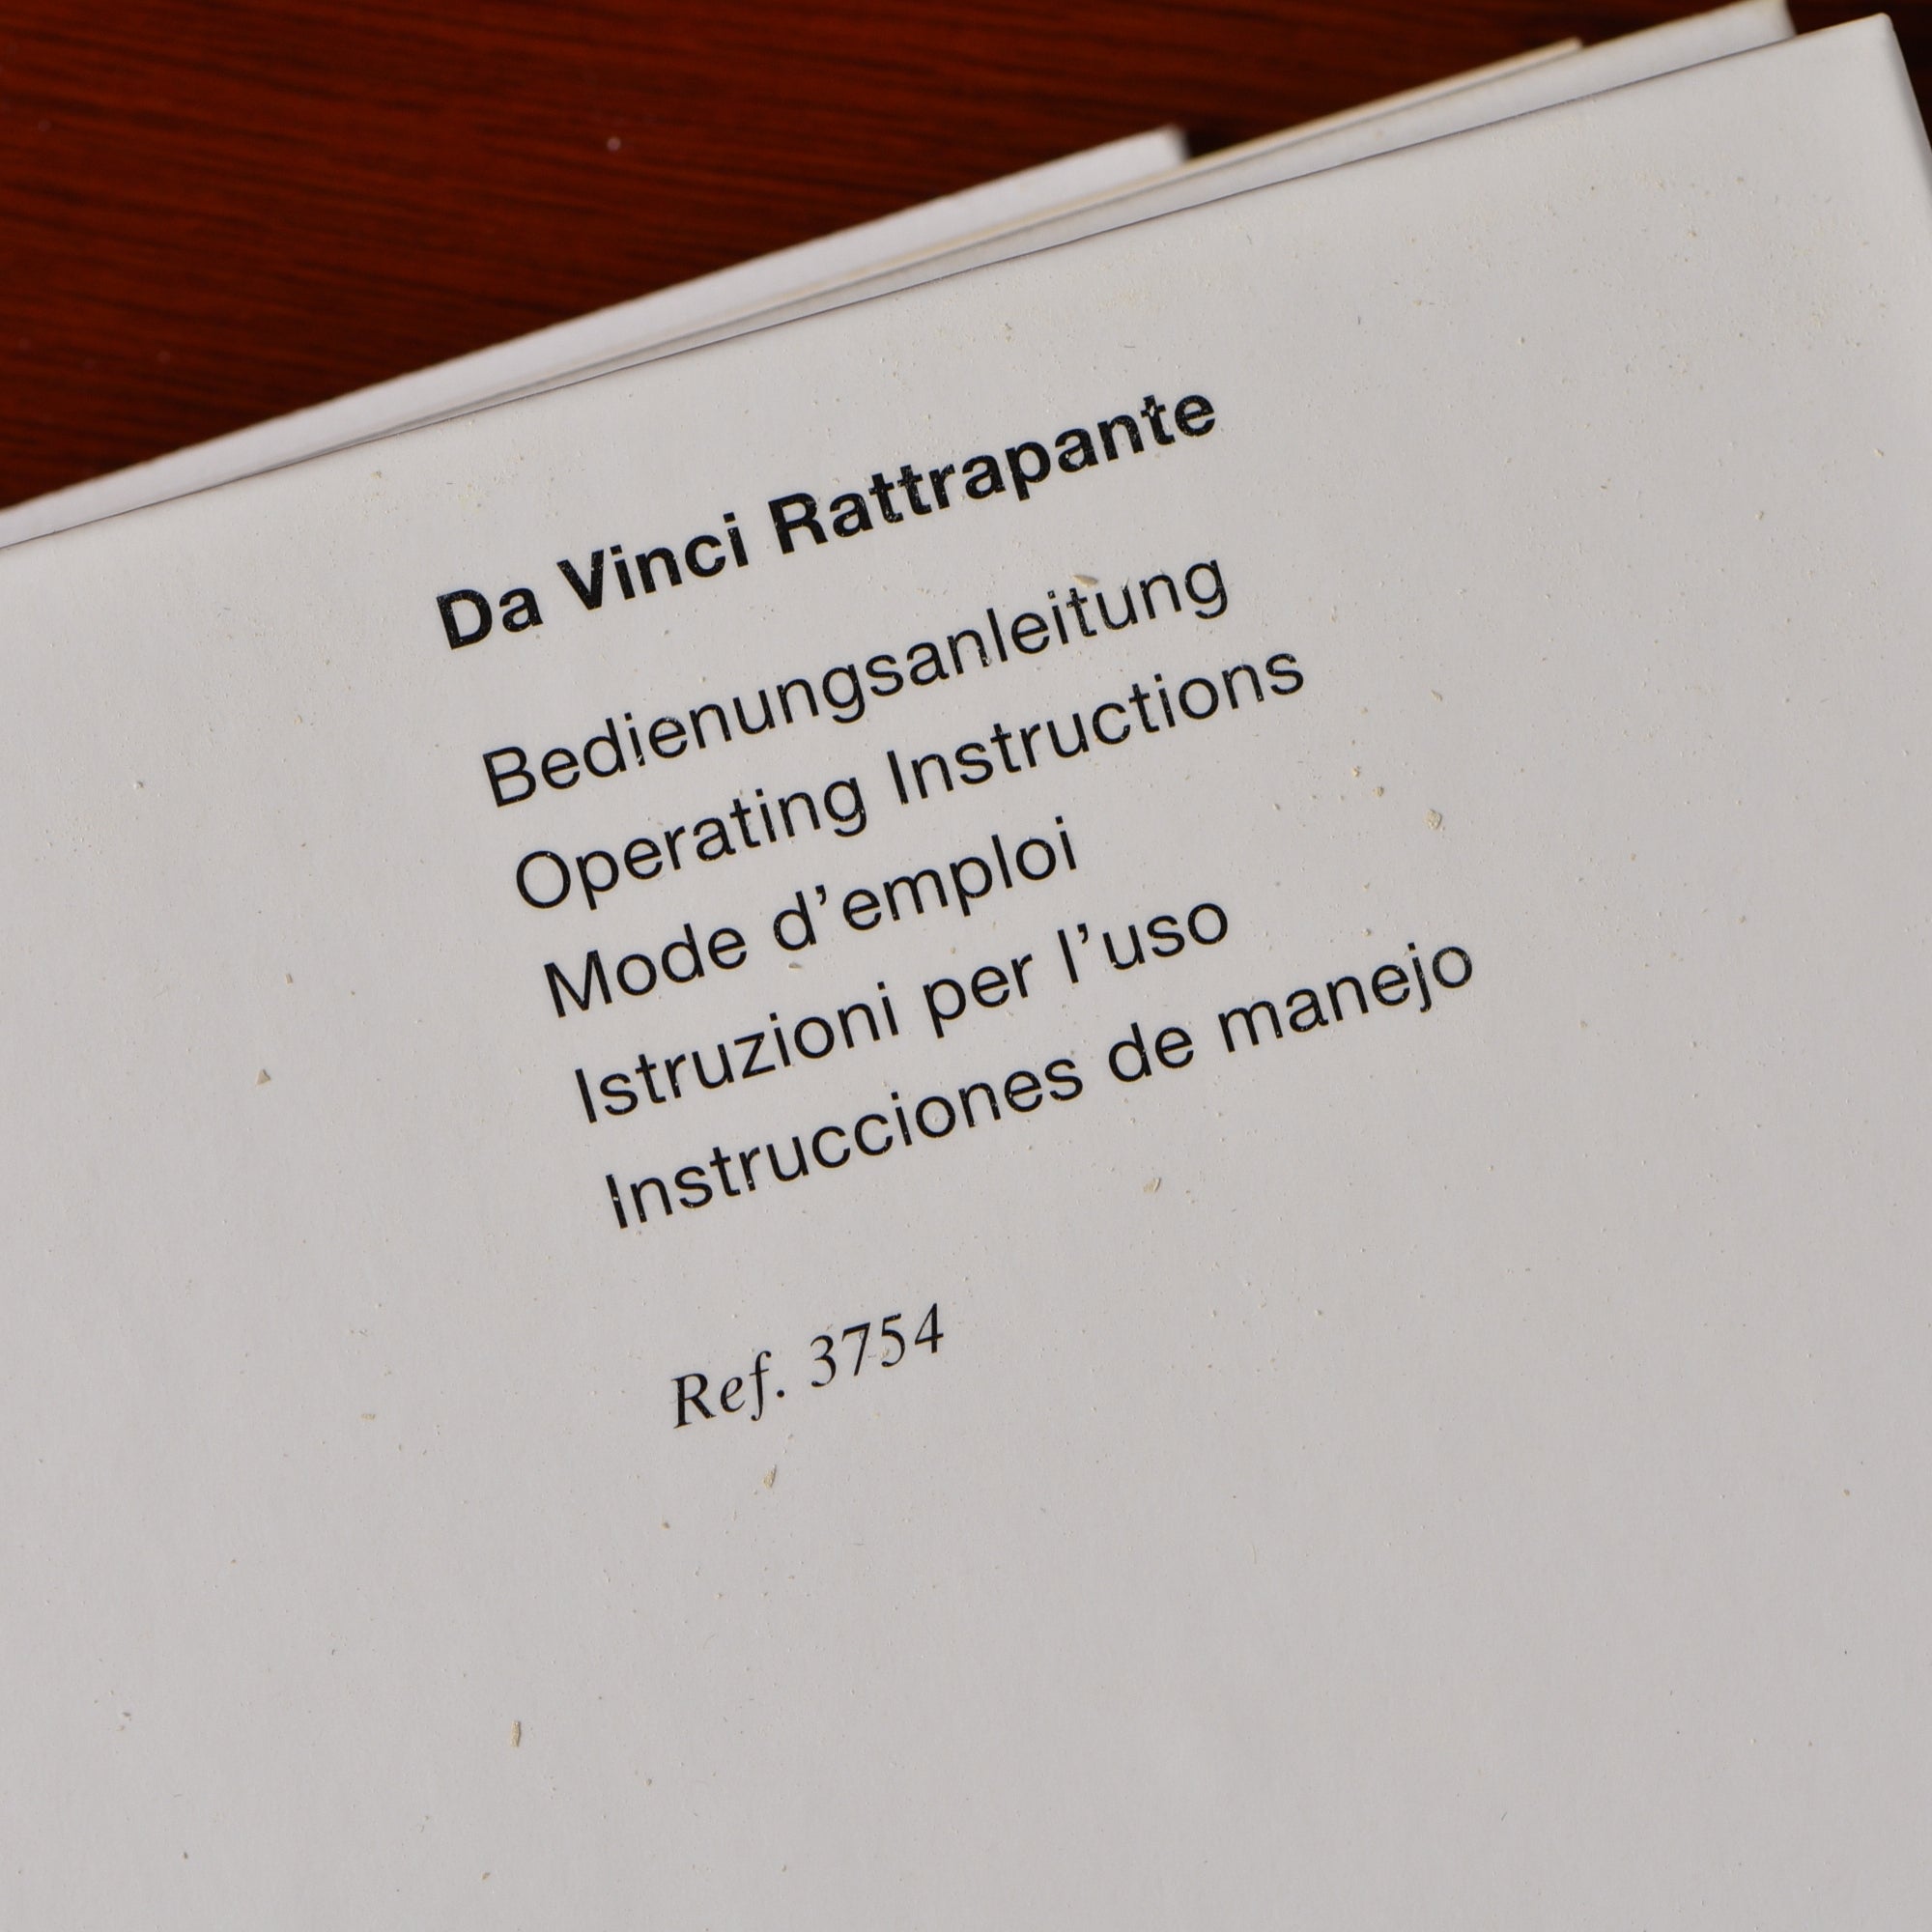 Da Vinci Rattrapante
Bedienungsanleitung
Operating Instructions
Mode d’emploi
Istruzioni per l’uso
Instrucciones de manejo
Ref. 3754